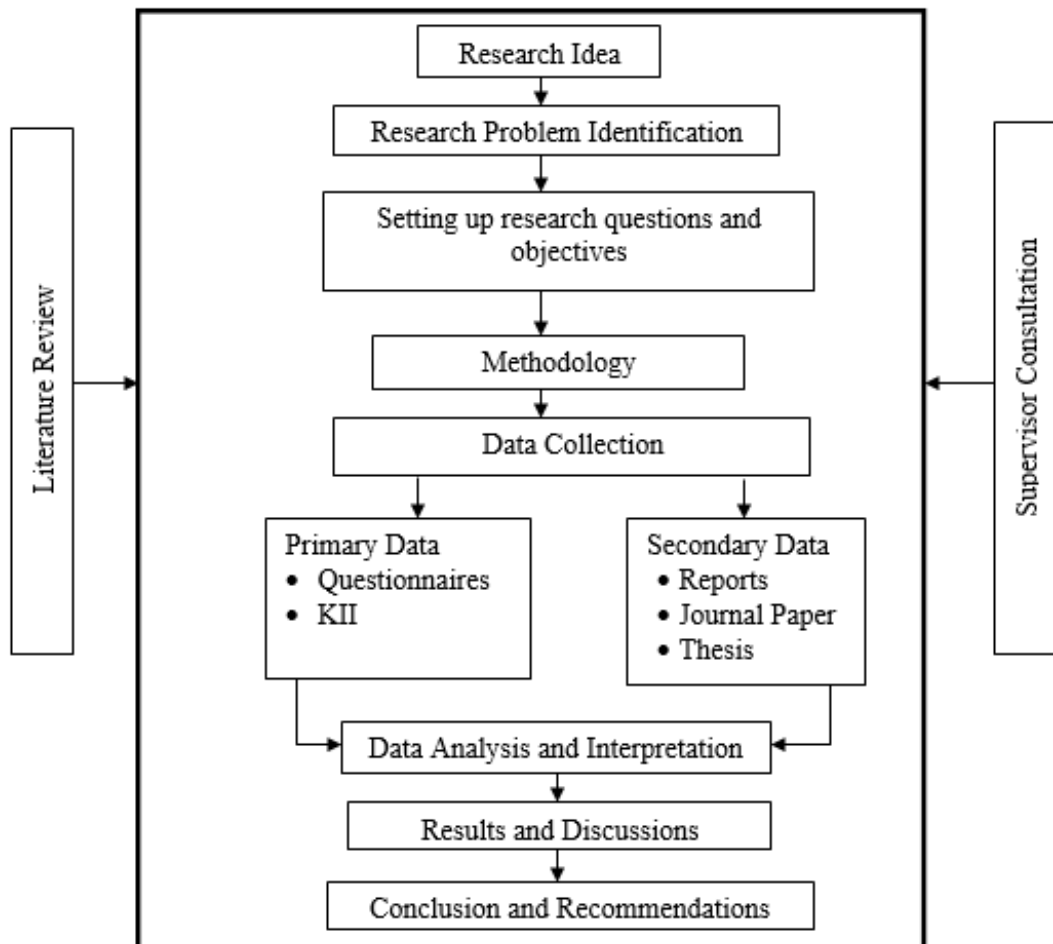 Research Idea
Research Problem Identification
Setting up research questions and
objectives
Methodology
Data Collection
Primary Data
• Questionnaires
• KII
Secondary Data
• Reports
• Journal Paper
• Thesis
Data Analysis and Interpretation
Results and Discussions
Conclusion and Recommendations
Literature Review
Supervisor Consultation